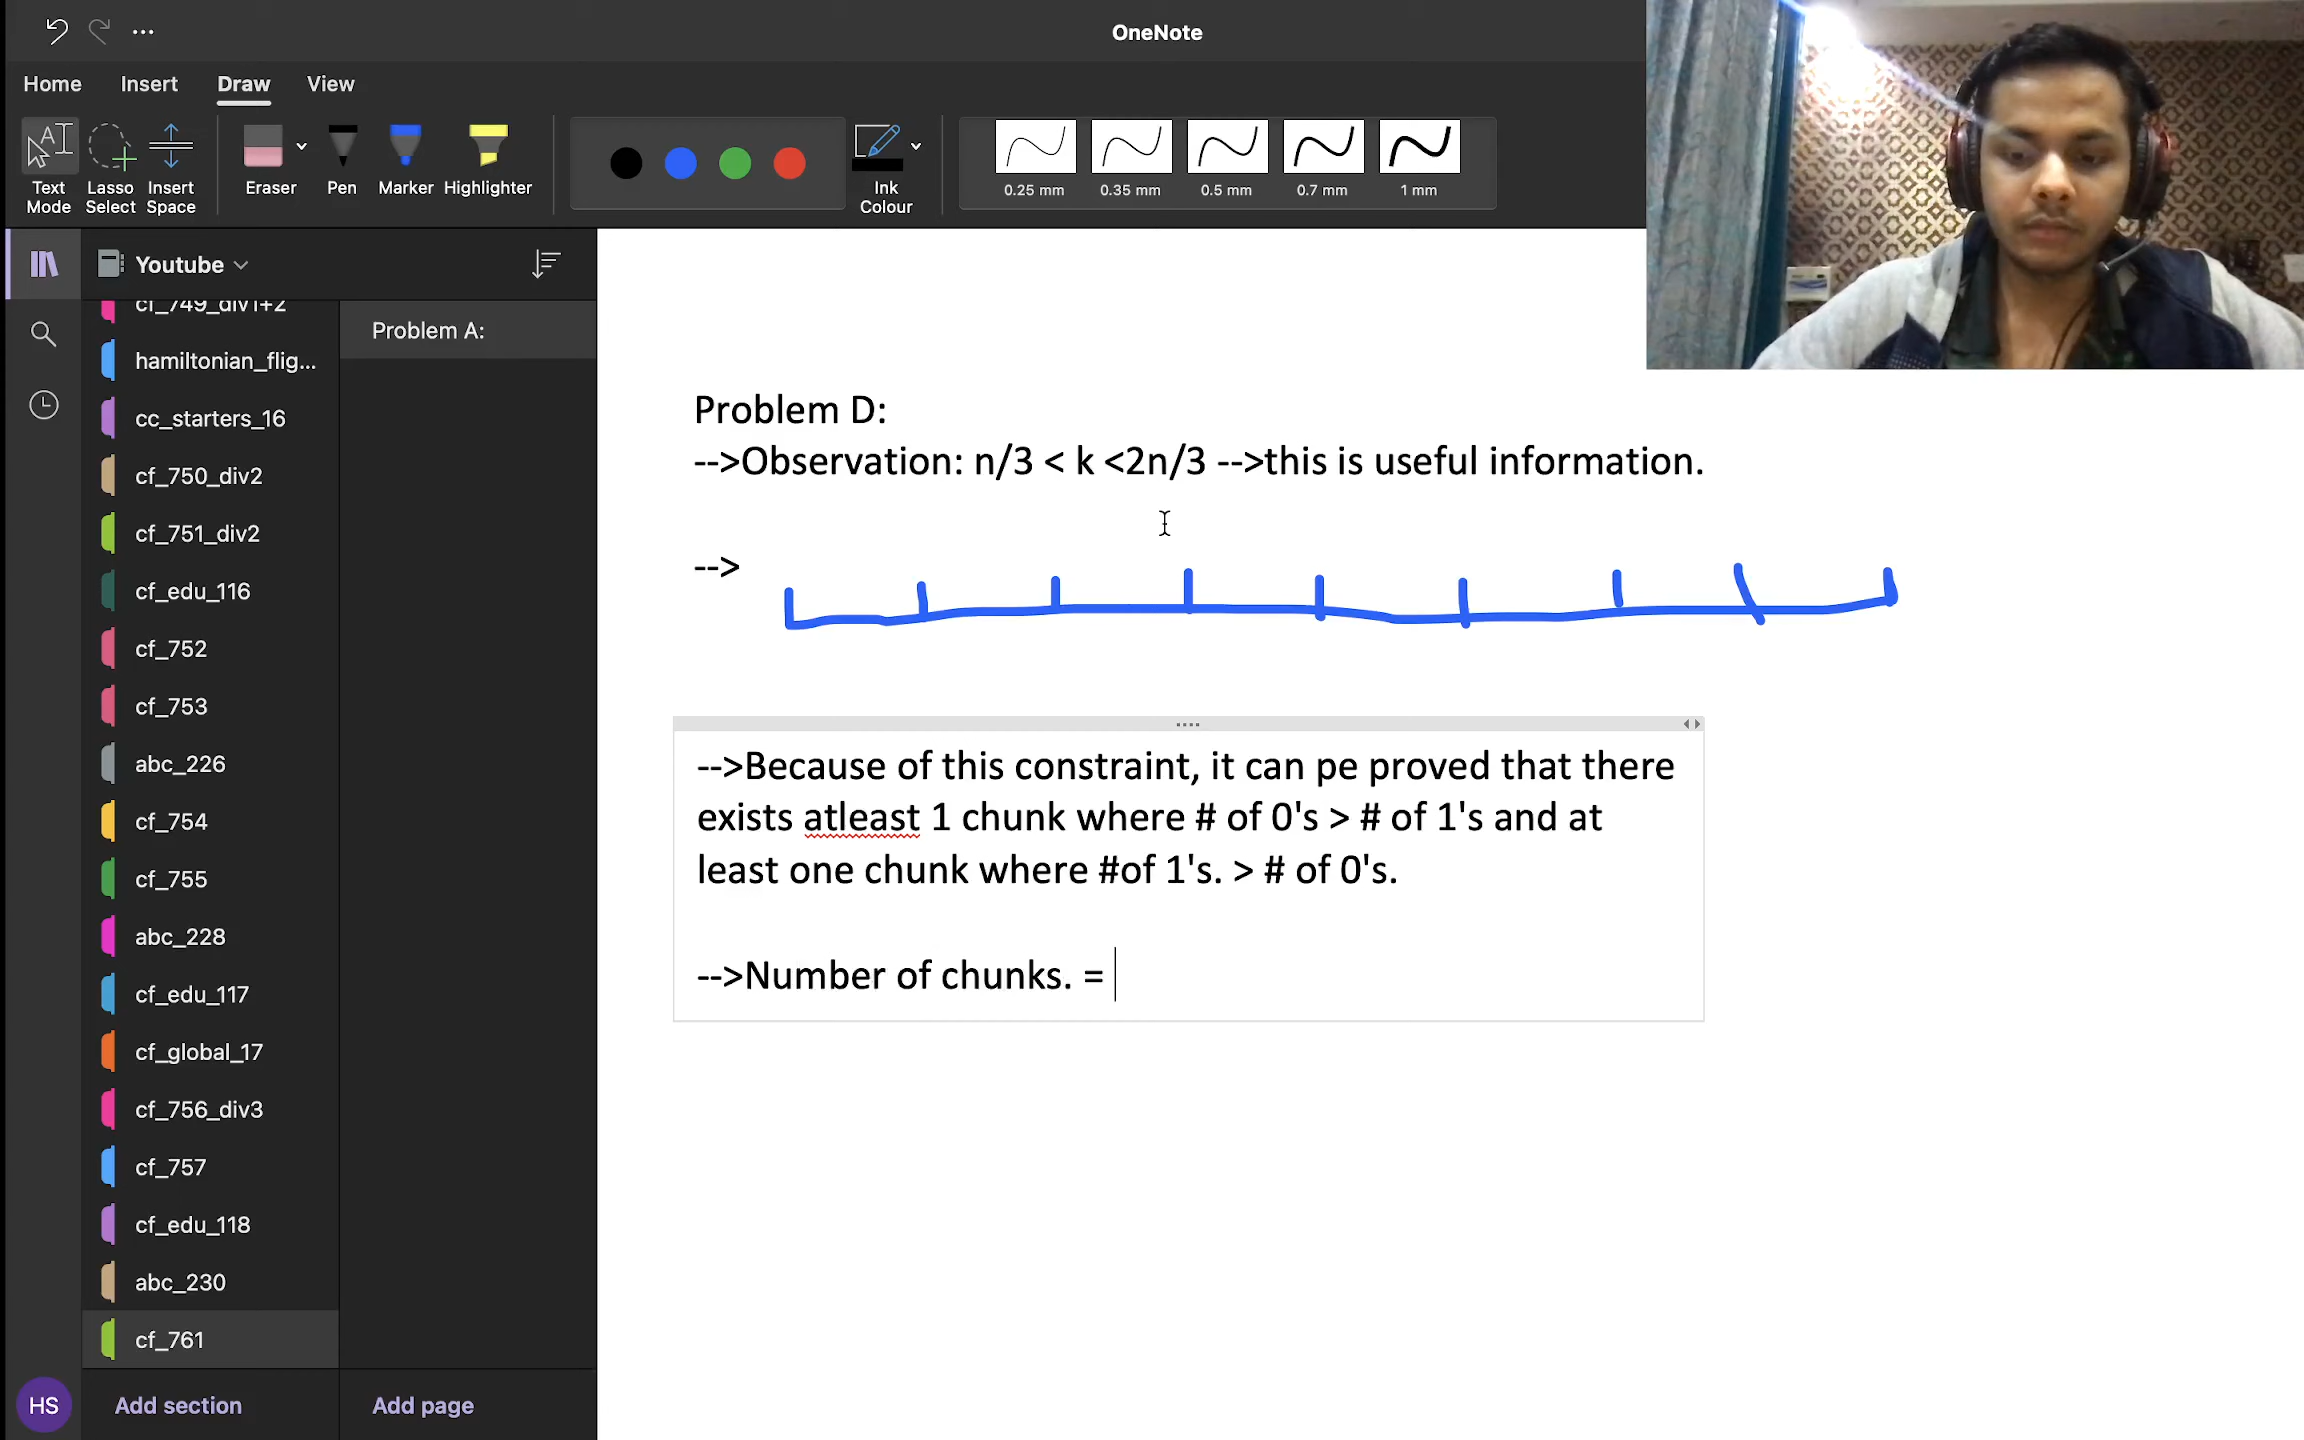 OneNote
Home Insert Draw View
Text Mode
Lasso Select
Insert Space
Eraser
Pen
Marker
Highlighter
Ink Colour
0.25 mm
0.35 mm
0.5 mm
0.7 mm
1 mm
Youtube
cf_749_div1+2
hamiltonian_flig...
cc_starters_16
cf_750_div2
cf_751_div2
cf_edu_116
cf_752
cf_753
abc_226
cf_754
cf_755
abc_228
cf_edu_117
cf_global_17
cf_756_div3
cf_757
cf_edu_118
abc_230
cf_761
HS
Add section
Problem A:
Add page
Problem D:
-->Observation: n/3 < k <2n/3 -->this is useful information.
-->
-->Because of this constraint, it can pe proved that there
exists atleast 1 chunk where # of 0's > # of 1's and at
least one chunk where #of 1's. > # of 0's.
-->Number of chunks. =